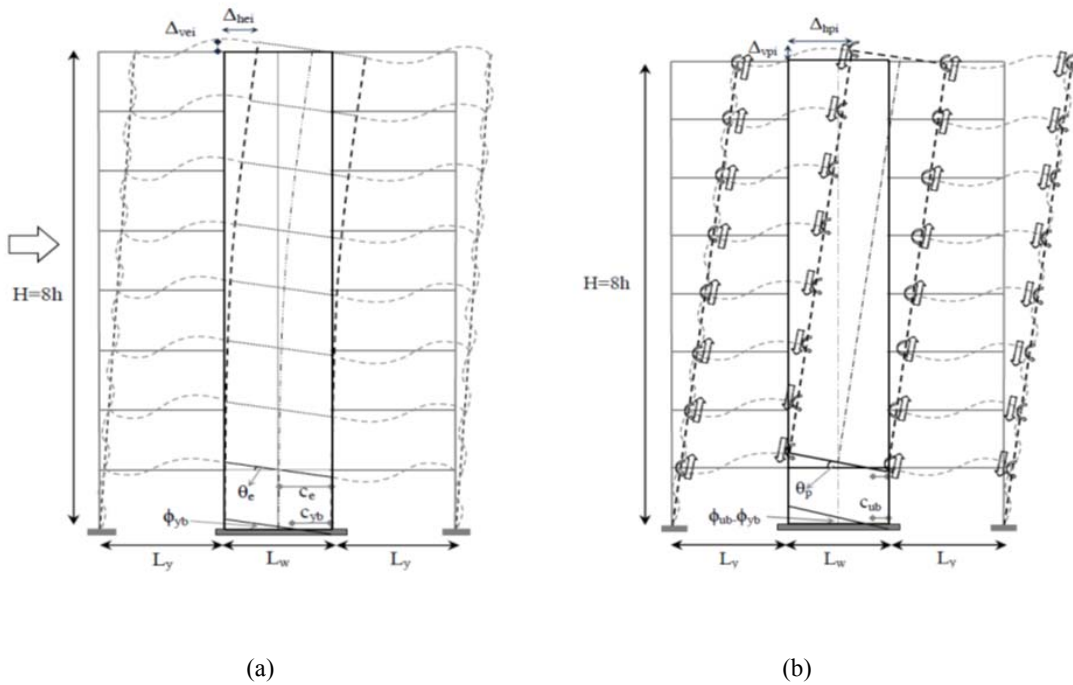 Δhei
Δvei
H=8h
θe
ce
cyb
ϕyb
Ly
Lw
Ly
(a)
Δhpi
Δvpi
H=8h
θp
cub
ϕub-ϕyb
Ly
Lw
Ly
(b)